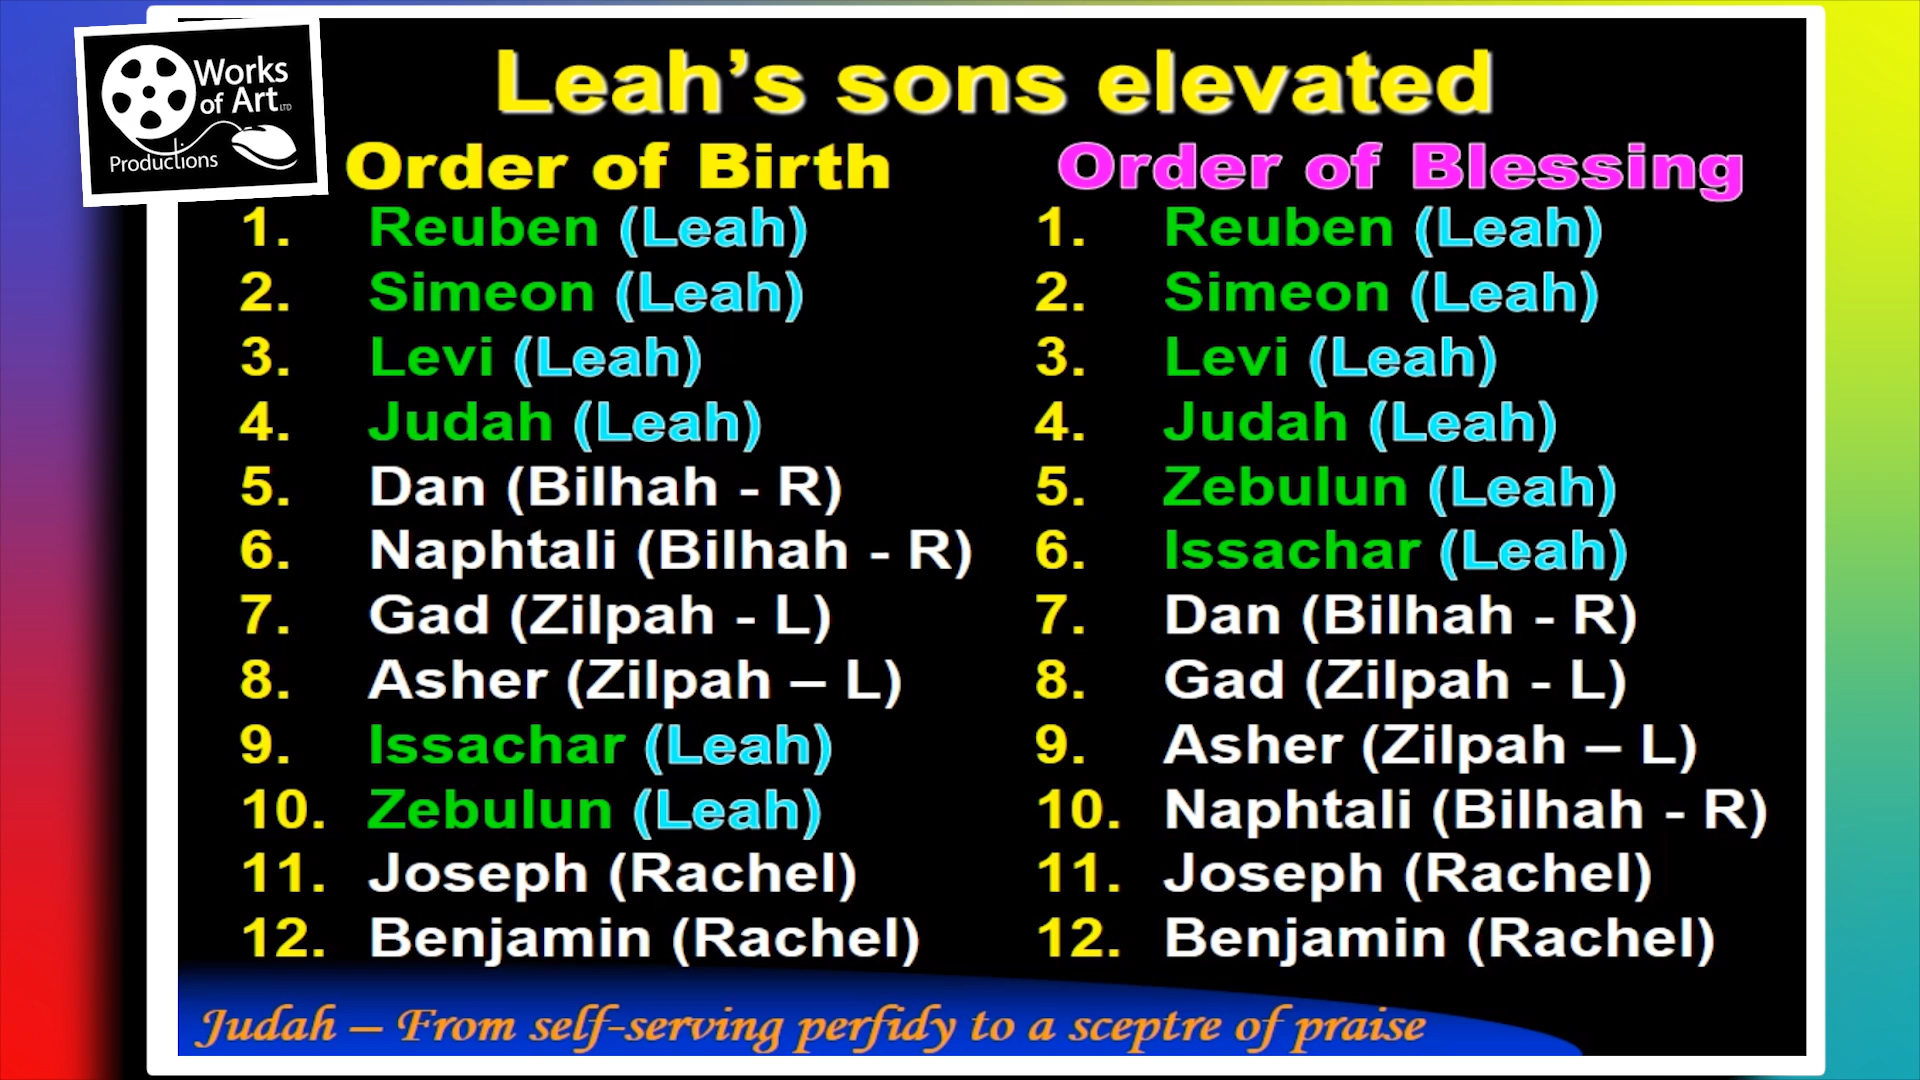 Works
of Art LTD
Productions
Leah's sons elevated
Order of Birth
1. Reuben (Leah)
2. Simeon (Leah)
3. Levi (Leah)
4. Judah (Leah)
5. Dan (Bilhah - R)
6. Naphtali (Bilhah - R)
7. Gad (Zilpah - L)
8. Asher (Zilpah – L)
9. Issachar (Leah)
10. Zebulun (Leah)
11. Joseph (Rachel)
12. Benjamin (Rachel)
Order of Blessing
1. Reuben (Leah)
2. Simeon (Leah)
3. Levi (Leah)
4. Judah (Leah)
5. Zebulun (Leah)
6. Issachar (Leah)
7. Dan (Bilhah - R)
8. Gad (Zilpah - L)
9. Asher (Zilpah – L)
10. Naphtali (Bilhah - R)
11. Joseph (Rachel)
12. Benjamin (Rachel)
Judah – From self-serving perfidy to a sceptre of praise